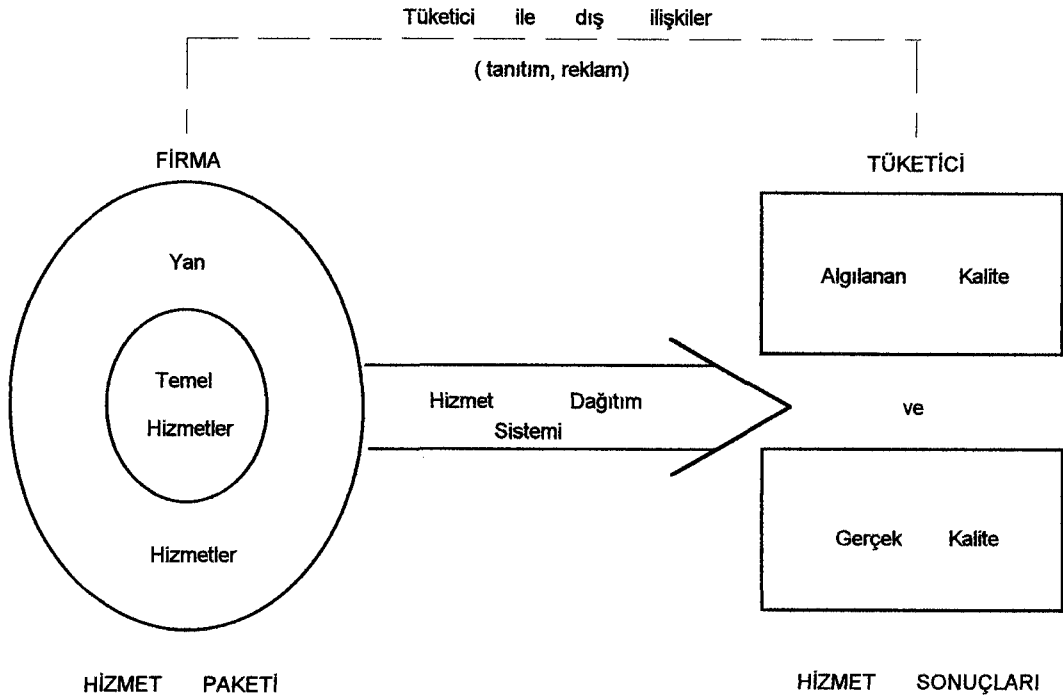 Tüketici ile dış ilişkiler
( tanıtım, reklam)
FİRMA
TÜKETİCİ
Yan
Temel
Hizmetler
Hizmetler
Hizmet Dağıtım
Sistemi
Algılanan Kalite
ve
Gerçek Kalite
HİZMET PAKETİ
HİZMET SONUÇLARI